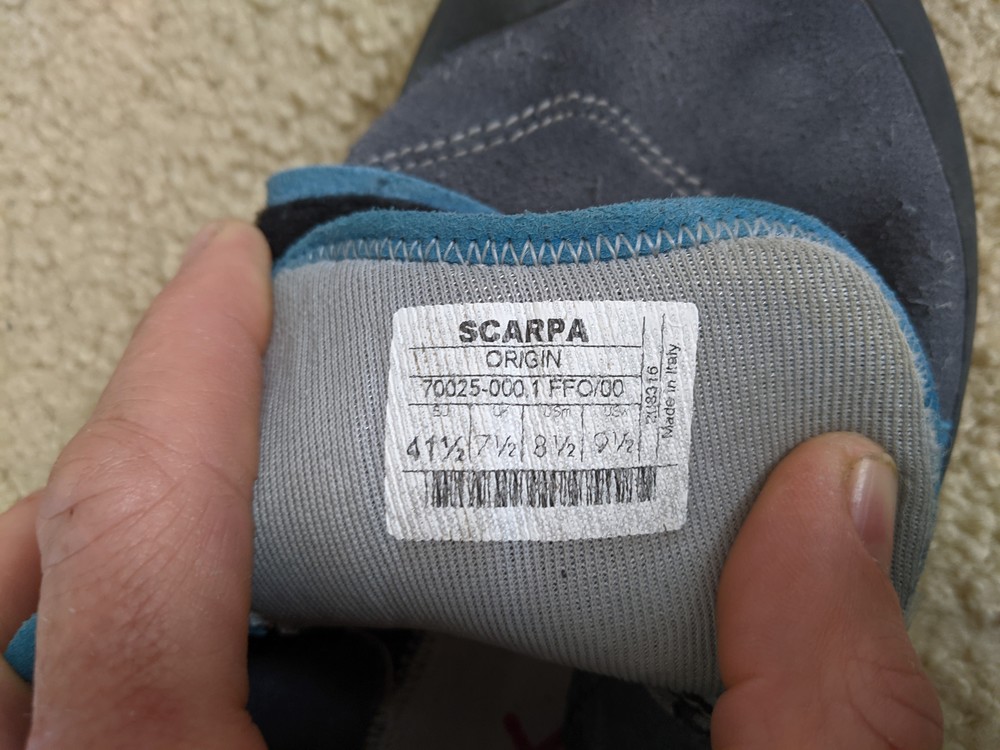 SCARPA
ORIGIN
70025-000.1 FFO/00
EU UK USm USw
41½ 7½ 8½ 9½
Made in Italy